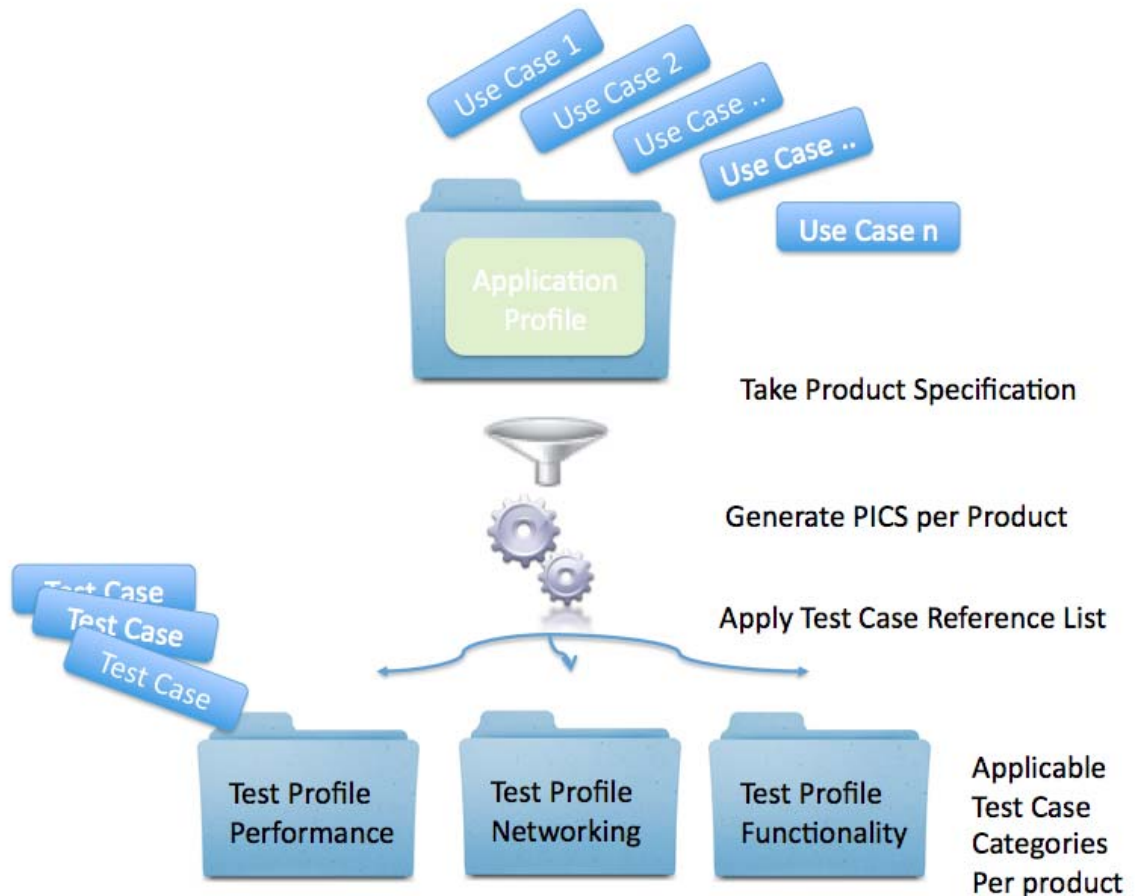 Use Case 1
Use Case 2
Use Case ..
Use Case ..
Use Case n
Application
Profile
Take Product Specification
Generate PICS per Product
Apply Test Case Reference List
Test Case
Test Case
Test Case
Test Profile
Performance
Test Profile
Networking
Test Profile
Functionality
Applicable
Test Case
Categories
Per product